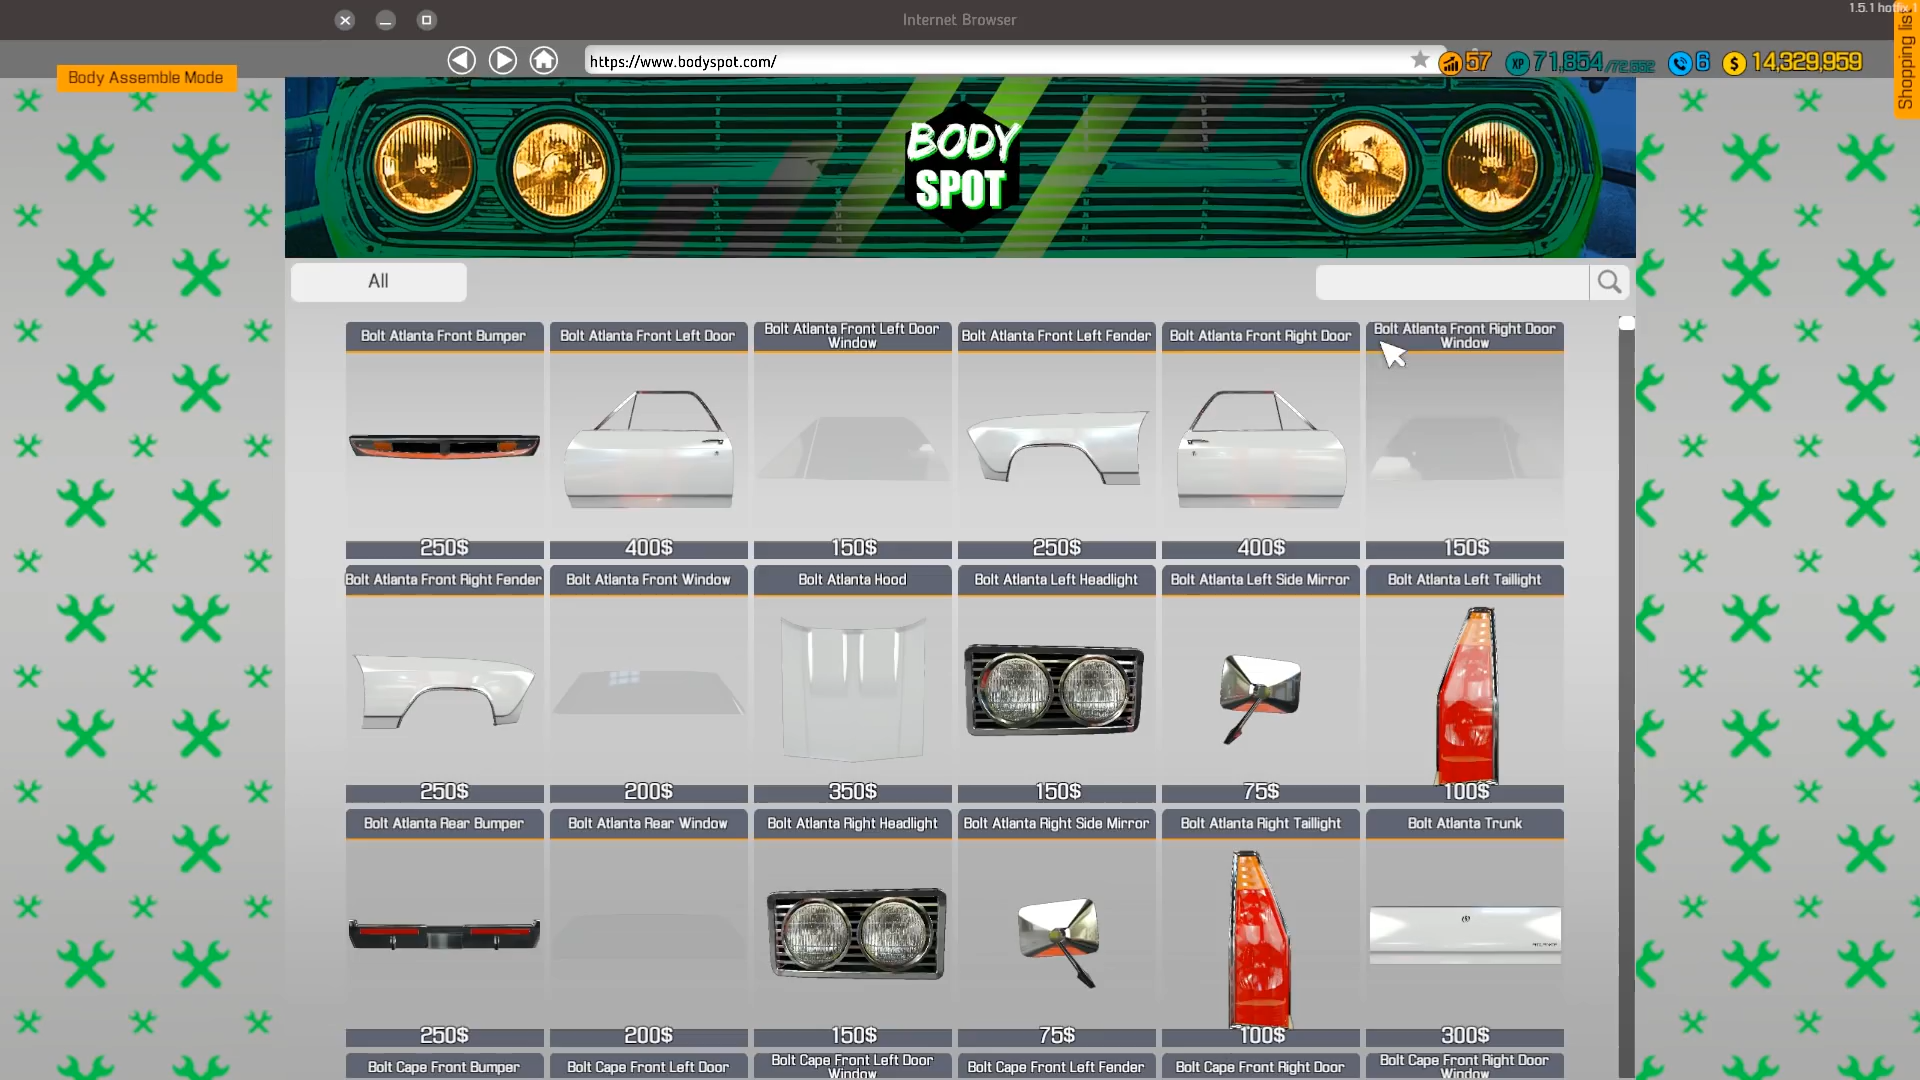 Internet Browser
1.5.1 hotfix 1
https://www.bodyspot.com/
57
XP 71,854
6
$ 14,329,959
Shopping list
Body Assemble Mode
BODY
SPOT
All
Bolt Atlanta Front Bumper
Bolt Atlanta Front Left Door
Bolt Atlanta Front Left Door
Window
Bolt Atlanta Front Left Fender
Bolt Atlanta Front Right Door
Bolt Atlanta Front Right Door
Window
250$
400$
150$
250$
400$
150$
Bolt Atlanta Front Right Fender
Bolt Atlanta Front Window
Bolt Atlanta Hood
Bolt Atlanta Left Headlight
Bolt Atlanta Left Side Mirror
Bolt Atlanta Left Taillight
250$
200$
350$
150$
75$
100$
Bolt Atlanta Rear Bumper
Bolt Atlanta Rear Window
Bolt Atlanta Right Headlight
Bolt Atlanta Right Side Mirror
Bolt Atlanta Right Taillight
Bolt Atlanta Trunk
250$
200$
150$
75$
100$
300$
Bolt Cape Front Bumper
Bolt Cape Front Left Door
Bolt Cape Front Left Door
Window
Bolt Cape Front Left Fender
Bolt Cape Front Right Door
Bolt Cape Front Right Door
Window